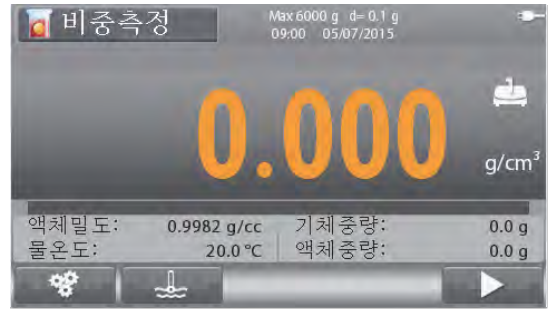 비중측정
Max 6000 g d= 0.1 g
09:00 05/07/2015
0.000
g/cm³
액체밀도: 0.9982 g/cc 기체중량: 0.0 g
물온도: 20.0 °C 액체중량: 0.0 g